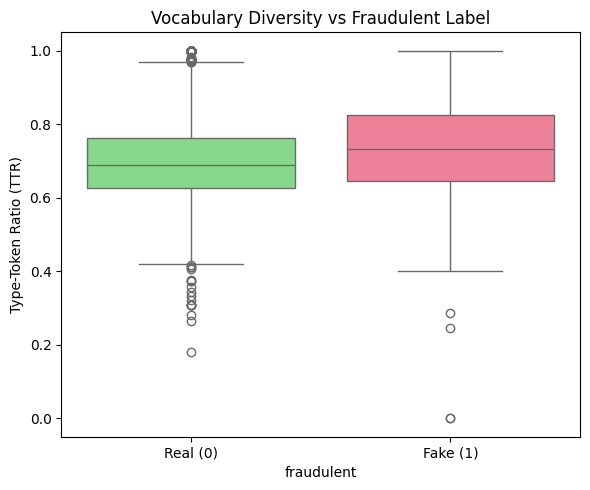 Vocabulary Diversity vs Fraudulent Label
Type-Token Ratio (TTR)
1.0
0.8
0.6
0.4
0.2
0.0
Real (0)
Fake (1)
fraudulent